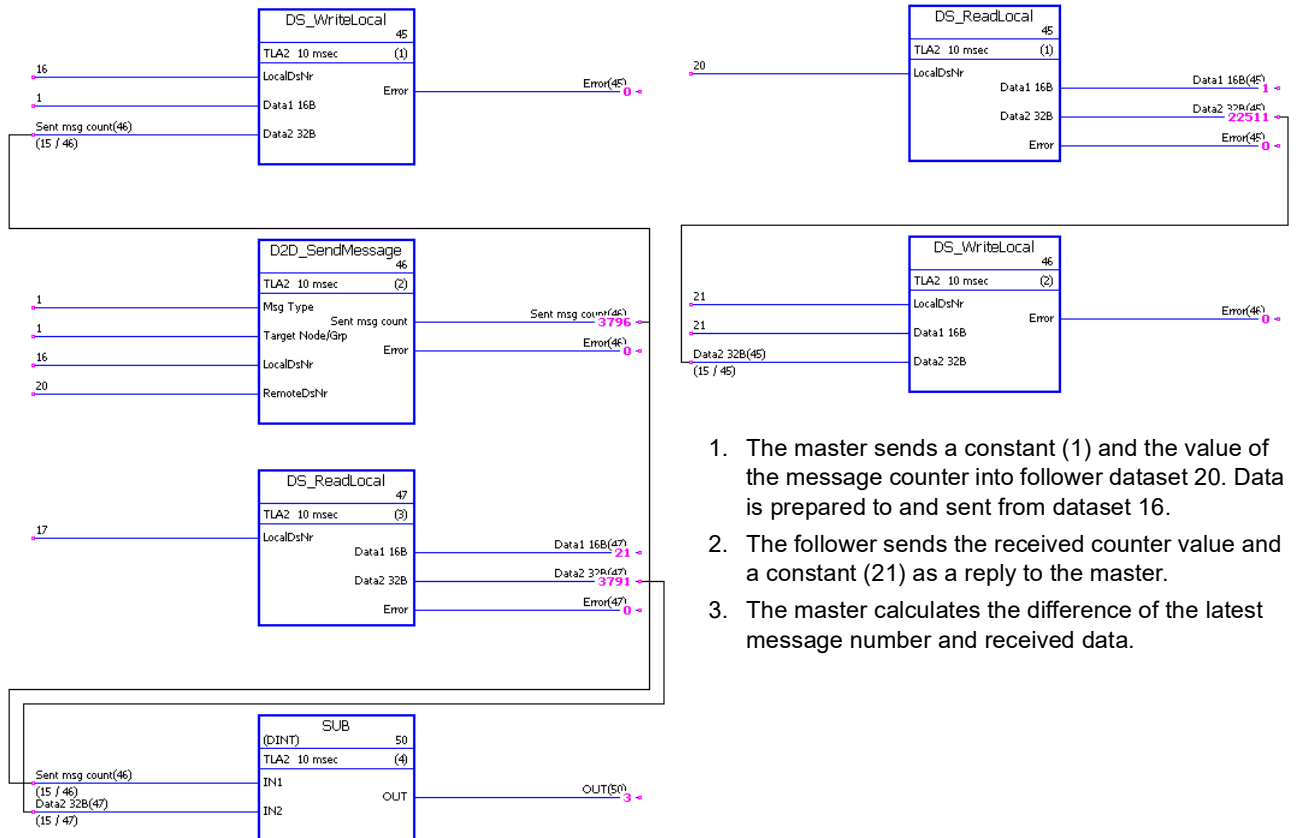 DS_WriteLocal
45
TLA2 10 msec (1)
16
LocalDsNr
1
Data1 16B
Sent msg count(46)
(15 / 46)
Data2 32B
Error
Error(45)
0
D2D_SendMessage
46
TLA2 10 msec (2)
1
Msg Type
1
Target Node/Grp
16
LocalDsNr
20
RemoteDsNr
Sent msg count
Sent msg count(46)
3796
Error
Error(46)
0
DS_ReadLocal
47
TLA2 10 msec (3)
17
LocalDsNr
Data1 16B
Data1 16B(47)
21
Data2 32B
Data2 32B(47)
3791
Error
Error(47)
0
SUB
(DINT) 50
TLA2 10 msec (4)
Sent msg count(46)
(15 / 46)
IN1
Data2 32B(47)
(15 / 47)
IN2
OUT
OUT(50)
3
DS_ReadLocal
45
TLA2 10 msec (1)
20
LocalDsNr
Data1 16B
Data1 16B(45)
1
Data2 32B
Data2 32B(45)
22511
Error
Error(45)
0
DS_WriteLocal
46
TLA2 10 msec (2)
21
LocalDsNr
21
Data1 16B
Data2 32B(45)
(15 / 45)
Data2 32B
Error
Error(46)
0
1. The master sends a constant (1) and the value of
the message counter into follower dataset 20. Data
is prepared to and sent from dataset 16.
2. The follower sends the received counter value and
a constant (21) as a reply to the master.
3. The master calculates the difference of the latest
message number and received data.